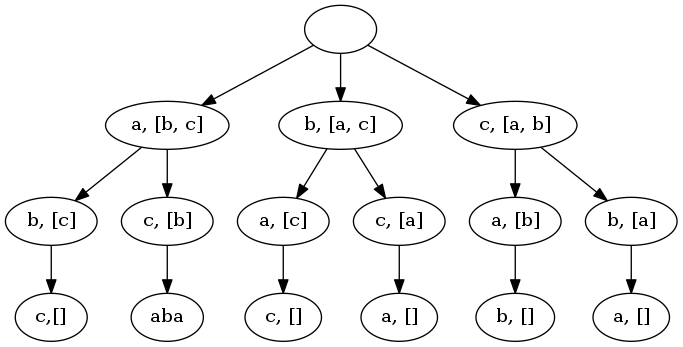 a, [b, c]
b, [a, c]
c, [a, b]
b, [c]
c, [b]
a, [c]
c, [a]
a, [b]
b, [a]
c,[]
aba
c, []
a, []
b, []
a, []